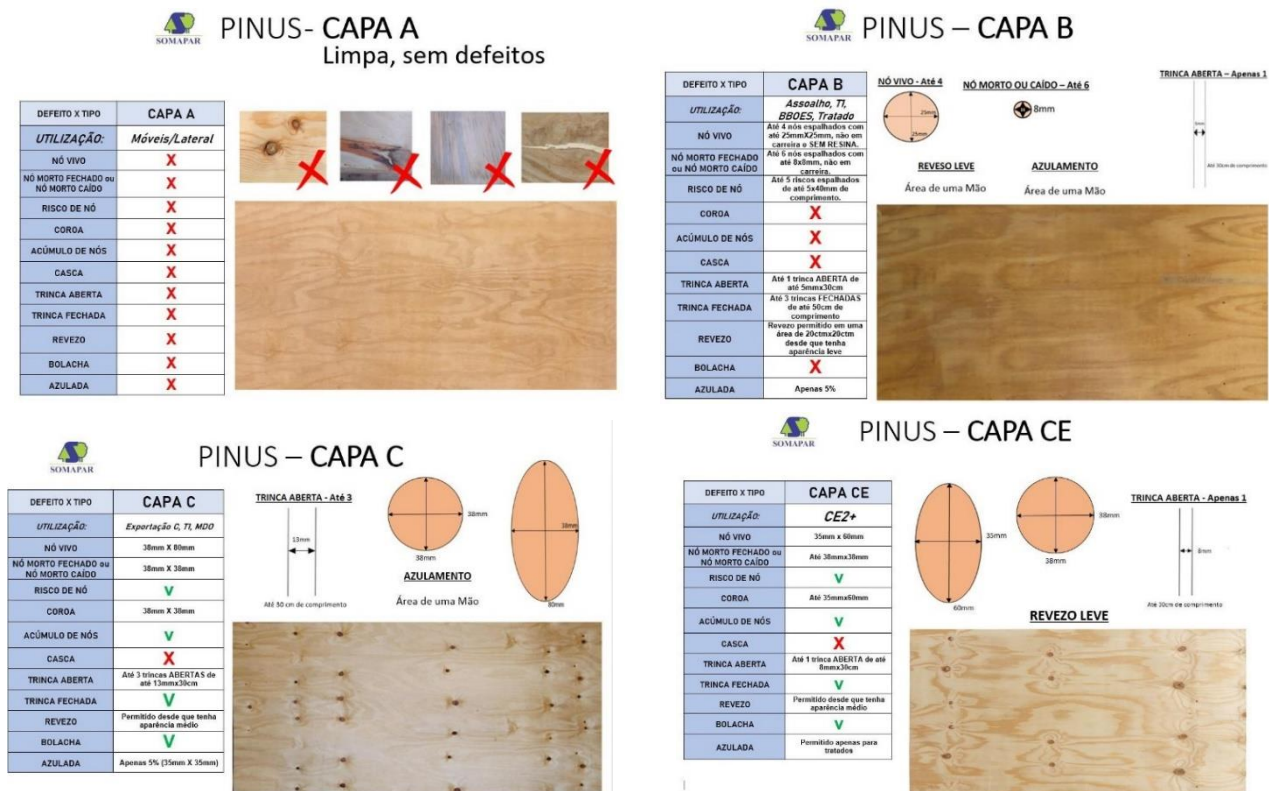 SOMAPAR
PINUS- CAPA A
Limpa, sem defeitos
DEFEITO X TIPO CAPA A
UTILIZAÇÃO: Móveis/Lateral
NÓ VIVO X
NÓ MORTO FECHADO ou
NÓ MORTO CAÍDO X
RISCO DE NÓ X
COROA X
ACÚMULO DE NÓS X
CASCA X
TRINCA ABERTA X
TRINCA FECHADA X
REVEZO X
BOLACHA X
AZULADA X
SOMAPAR
PINUS – CAPA B
DEFEITO X TIPO CAPA B
UTILIZAÇÃO: Assoalho, TI,
BBOES, Tratado
NÓ VIVO Até 4 nós espalhados com
até 25mmX25mm, não em
carreira e SEM RESINA.
NÓ MORTO FECHADO
ou NÓ MORTO CAÍDO Até 6 nós espalhados com
até 8x8mm, não em
carreira.
RISCO DE NÓ Até 5 riscos espalhados
de até 5x40mm de
comprimento.
COROA X
ACÚMULO DE NÓS X
CASCA X
TRINCA ABERTA Até 1 trinca ABERTA de
até 5mmx30cm
TRINCA FECHADA Até 3 trincas FECHADAS
de até 50cm de
comprimento
REVEZO Revezo permitido em uma
área de 20ctmx20ctm
desde que tenha
aparência leve
BOLACHA X
AZULADA Apenas 5%
NÓ VIVO - Até 4
25mm
25mm
NÓ MORTO OU CAÍDO – Até 6
8mm
TRINCA ABERTA – Apenas 1
Até 30cm de comprimento
REVESO LEVE
Área de uma Mão
AZULAMENTO
Área de uma Mão
SOMAPAR
PINUS – CAPA C
DEFEITO X TIPO CAPA C
UTILIZAÇÃO: Exportação C, TI, MDO
NÓ VIVO 38mm X 80mm
NÓ MORTO FECHADO ou
NÓ MORTO CAÍDO 38mm X 38mm
RISCO DE NÓ V
COROA 38mm X 38mm
ACÚMULO DE NÓS V
CASCA X
TRINCA ABERTA Até 3 trincas ABERTAS de
até 13mmx30cm
TRINCA FECHADA V
REVEZO Permitido desde que tenha
aparência médio
BOLACHA V
AZULADA Apenas 5% (35mm X 35mm)
TRINCA ABERTA - Até 3
13mm
Até 50 cm de comprimento
38mm
38mm
AZULAMENTO
Área de uma Mão
38mm
80mm
SOMAPAR
PINUS – CAPA CE
DEFEITO X TIPO CAPA CE
UTILIZAÇÃO: CE2+
NÓ VIVO 35mm x 60mm
NÓ MORTO FECHADO ou
NÓ MORTO CAÍDO Até 38mmx38mm
RISCO DE NÓ V
COROA Até 35mmx60mm
ACÚMULO DE NÓS V
CASCA X
TRINCA ABERTA Até 1 trinca ABERTA de até
8mmx30cm
TRINCA FECHADA V
REVEZO Permitido desde que tenha
aparência médio
BOLACHA V
AZULADA Permitido apenas para
tratados
35mm
60mm
38mm
38mm
TRINCA ABERTA - Apenas 1
8mm
Até 30cm de comprimento
REVEZO LEVE